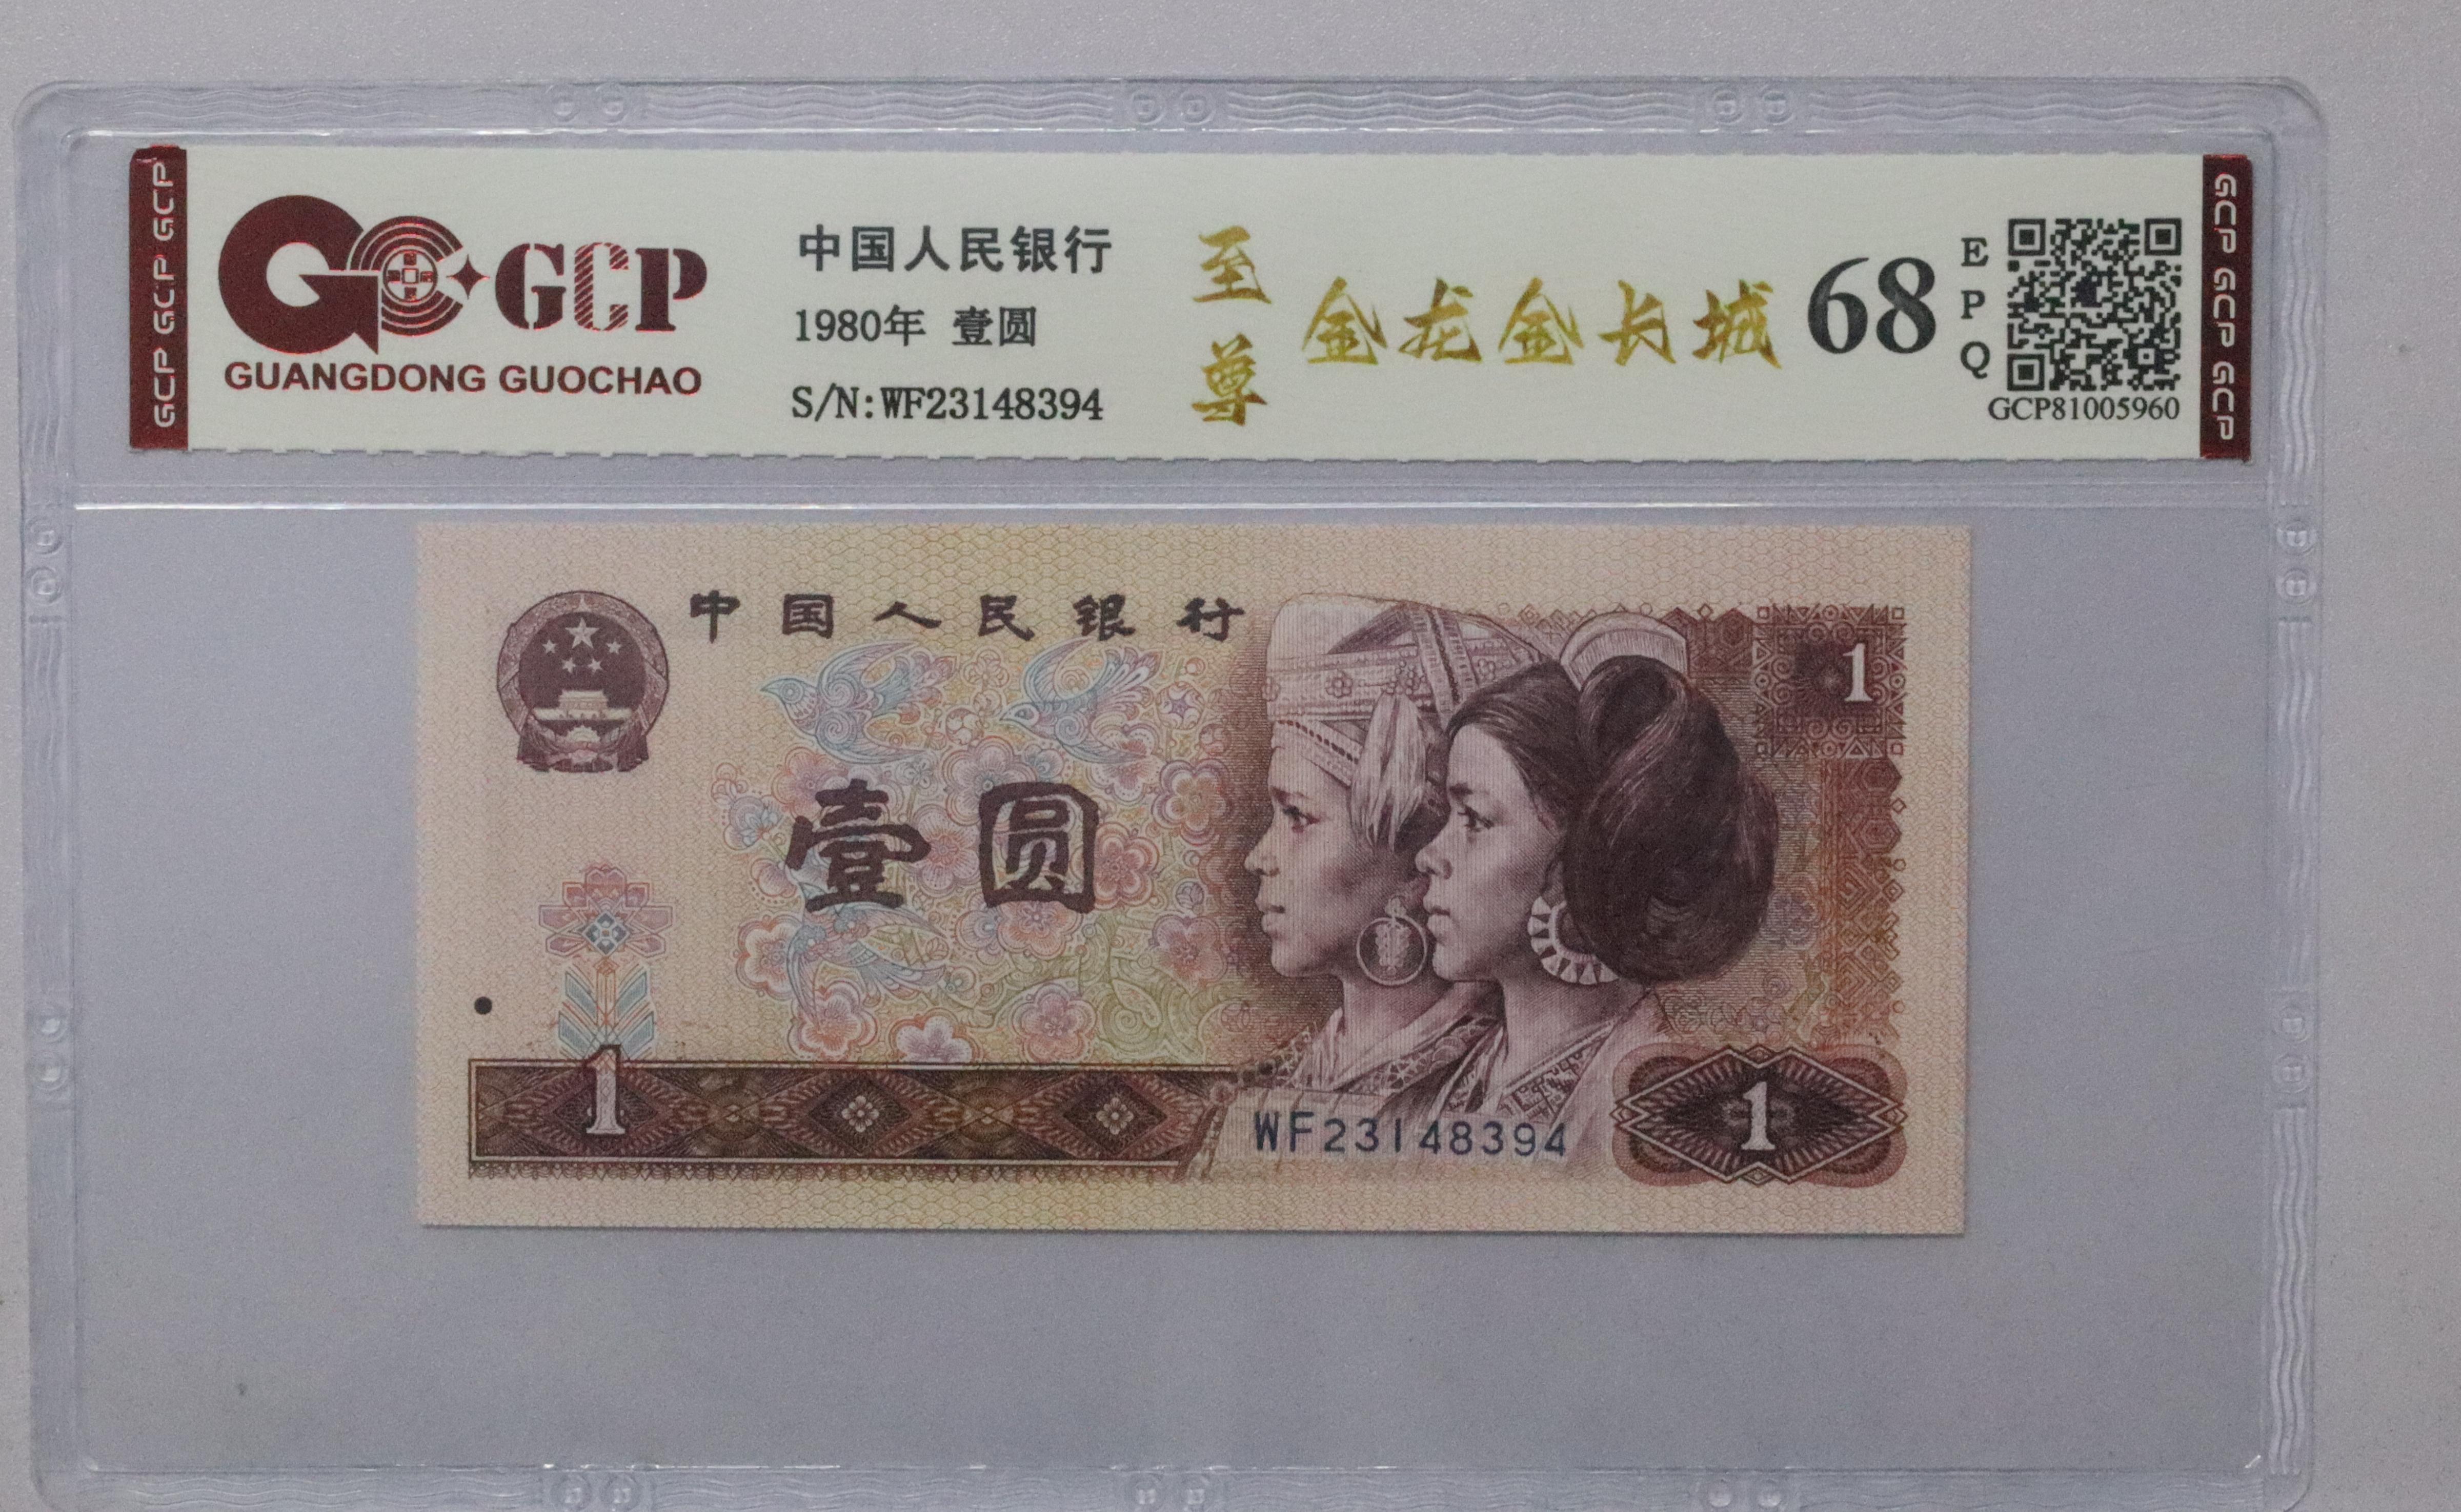 GCP GCP GCP
GCP
GUANGDONG GUOCHAO
中国人民银行
1980年 壹圆
S/N:WF23148394
至尊
金龙金长城
68
EPQ
GCP81005960
GCP GCP GCP
中国人民银行
1
壹圆
1
WF23148394
1